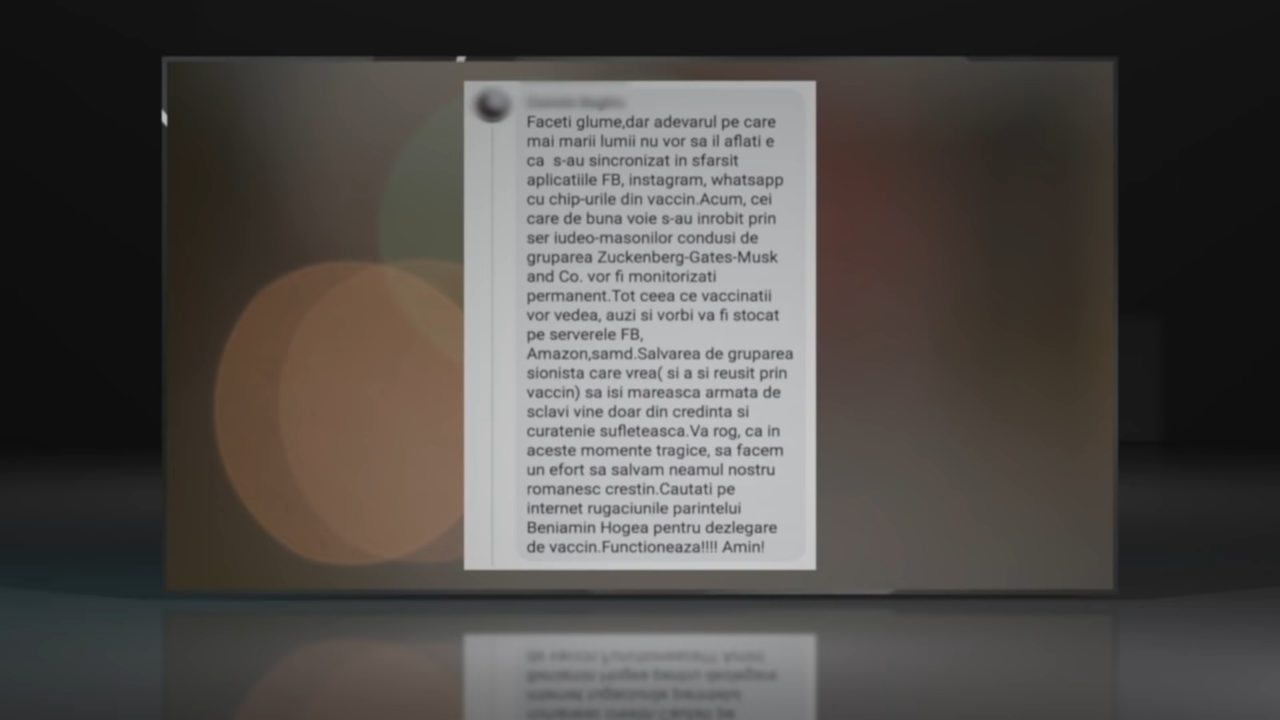 Faceti glume,dar adevarul pe care
mai marii lumii nu vor sa il aflati e
ca s-au sincronizat in sfarsit
aplicatiile FB, instagram, whatsapp
cu chip-urile din vaccin.Acum, cei
care de buna voie s-au inrobit prin
ser iudeo-masonilor condusi de
gruparea Zuckenberg-Gates-Musk
and Co. vor fi monitorizati
permanent.Tot ceea ce vaccinatii
vor vedea, auzi si vorbi va fi stocat
pe serverele FB,
Amazon,samd.Salvarea de gruparea
sionista care vrea( si a si reusit prin
vaccin) sa isi mareasca armata de
sclavi vine doar din credinta si
curatenie sufleteasca.Va rog, ca in
aceste momente tragice, sa facem
un efort sa salvam neamul nostru
romanesc crestin.Cautati pe
internet rugaciunile parintelui
Beniamin Hogea pentru dezlegare
de vaccin.Functioneaza!!!! Amin!